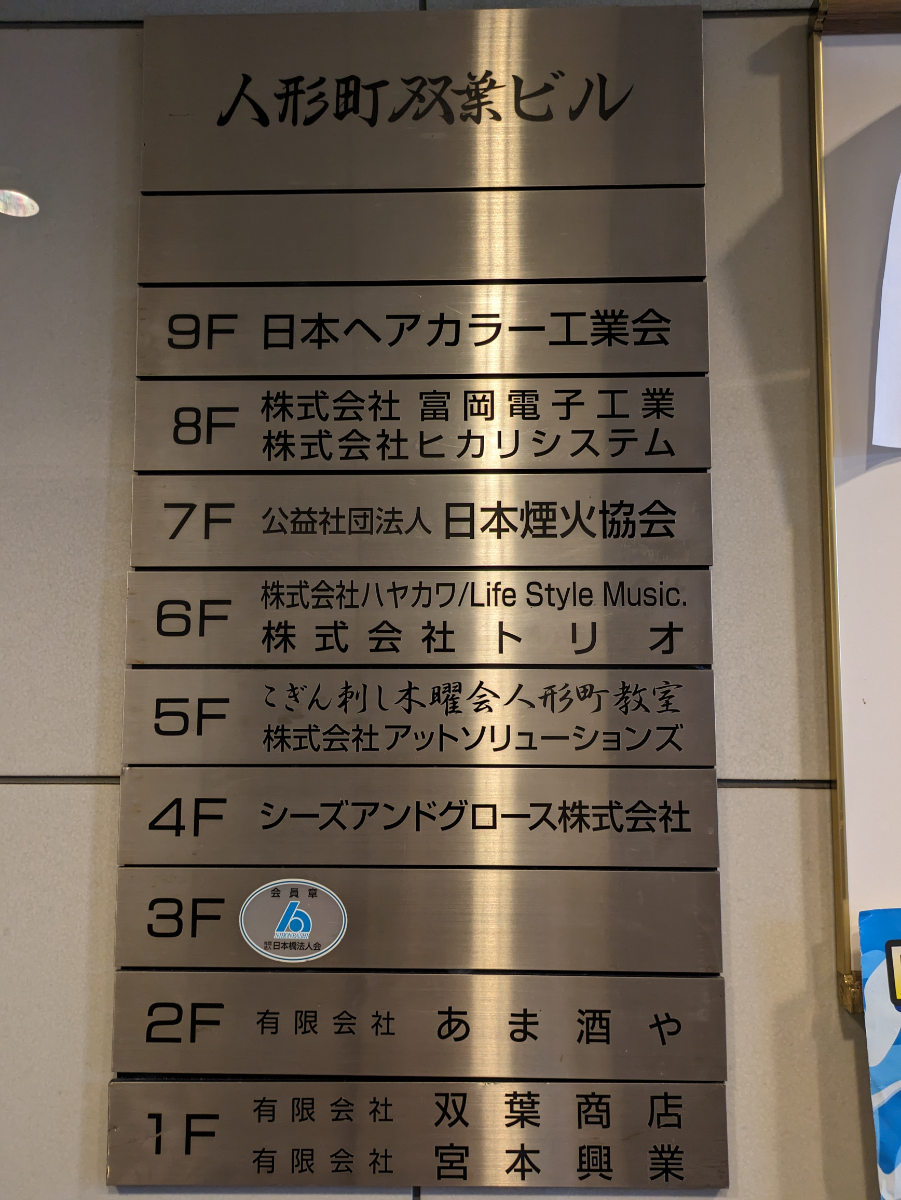 人形町双葉ビル
9F 日本ヘアカラー工業会
8F 株式会社 富岡電子工業
株式会社ヒカリシステム
7F 公益社団法人 日本煙火協会
6F 株式会社ハヤカワ/Life Style Music.
株式会社トリオ
5F こぎん刺し木曜会人形町教室
株式会社アットソリューションズ
4F シーズアンドグロース株式会社
3F
会員章
日本橋法人会
2F 有限会社 あま酒や
1F 有限会社 双葉商店
有限会社 宮本興業